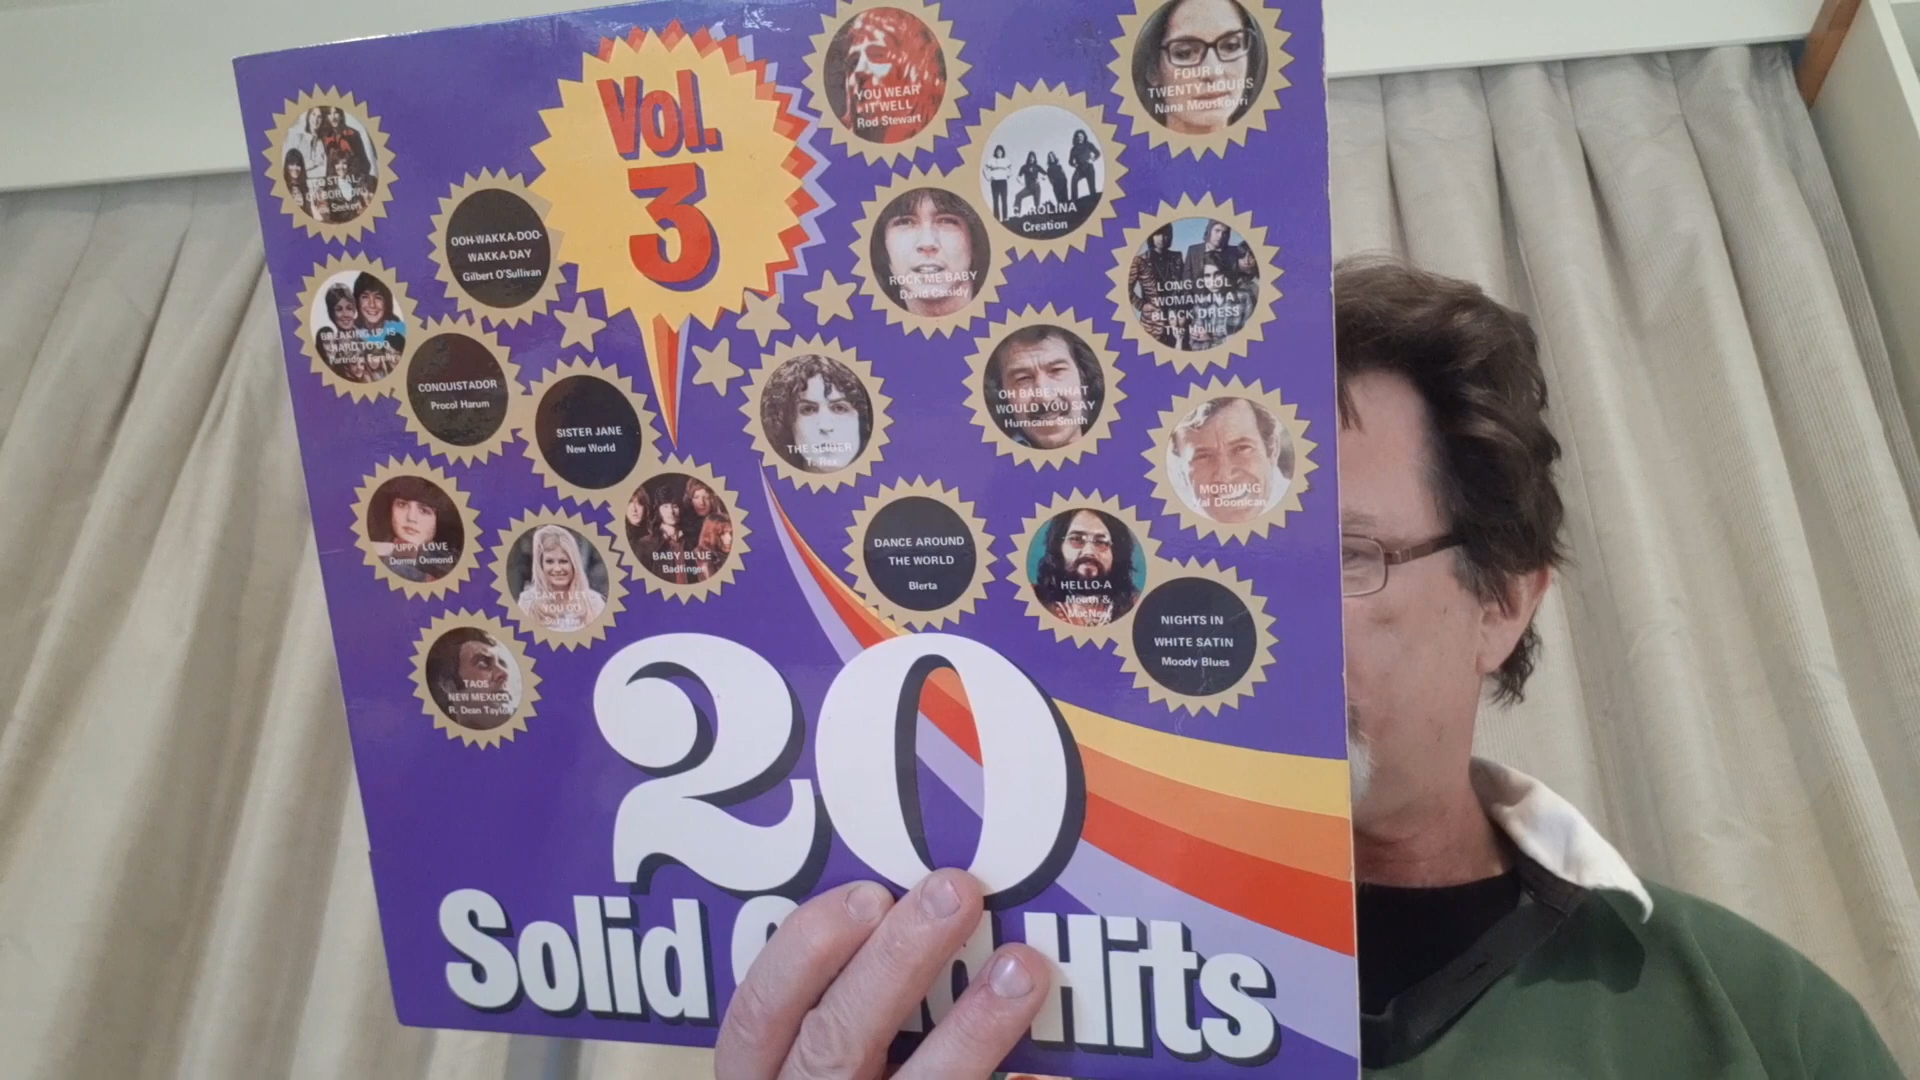 Vol.
3
YOU WEAR
IT WELL
Rod Stewart
FOUR &
TWENTY HOURS
Nana Mouskouri
CAROLINA
Creation
OOH-WAKKA-DOO-
WAKKA-DAY
Gilbert O'Sullivan
ROCK ME BABY
David Cassidy
LONG COOL
WOMAN IN A
BLACK DRESS
The Hollies
BREAKING UP IS
HARD TO DO
Partridge Family
CONQUISTADOR
Procol Harum
SISTER JANE
New World
THE SLIDER
T. Rex
OH BABE WHAT
WOULD YOU SAY
Hurricane Smith
MORNING
Val Doonican
PUPPY LOVE
Donny Osmond
CAN'T LET
YOU GO
BABY BLUE
Badfinger
DANCE AROUND
THE WORLD
Blerta
HELLO-A
Mouth &
MacNeal
NIGHTS IN
WHITE SATIN
Moody Blues
TAOS
NEW MEXICO
R. Dean Taylor
20
Solid Hits